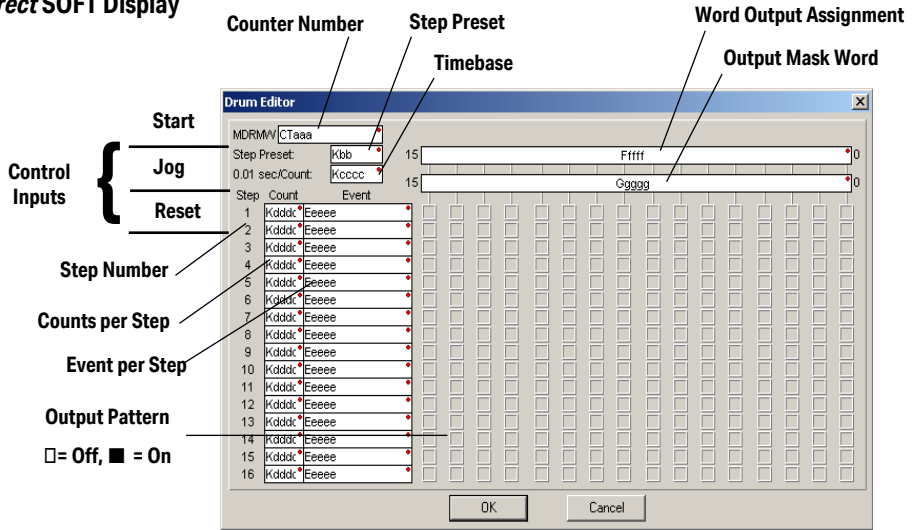 rect SOFT Display
Counter Number
Step Preset
Word Output Assignment
Timebase
Output Mask Word
Drum Editor
Start
MDRMW CTaaa
Step Preset: Kbb
15 Fffff 0
Control Inputs
{
Jog
0.01 sec/Count: Kcccc
15 Ggggg 0
Step Count Event
Reset
1 Kdddc Eeeee
2 Kdddc Eeeee
3 Kdddc Eeeee
Step Number
4 Kdddc Eeeee
5 Kdddc Eeeee
6 Kdddc Eeeee
Counts per Step
7 Kdddc Eeeee
8 Kdddc Eeeee
9 Kdddc Eeeee
Event per Step
10 Kdddc Eeeee
11 Kdddc Eeeee
12 Kdddc Eeeee
Output Pattern
13 Kdddc Eeeee
14 Kdddc Eeeee
□= Off, ■ = On
15 Kdddc Eeeee
16 Kdddc Eeeee
OK
Cancel